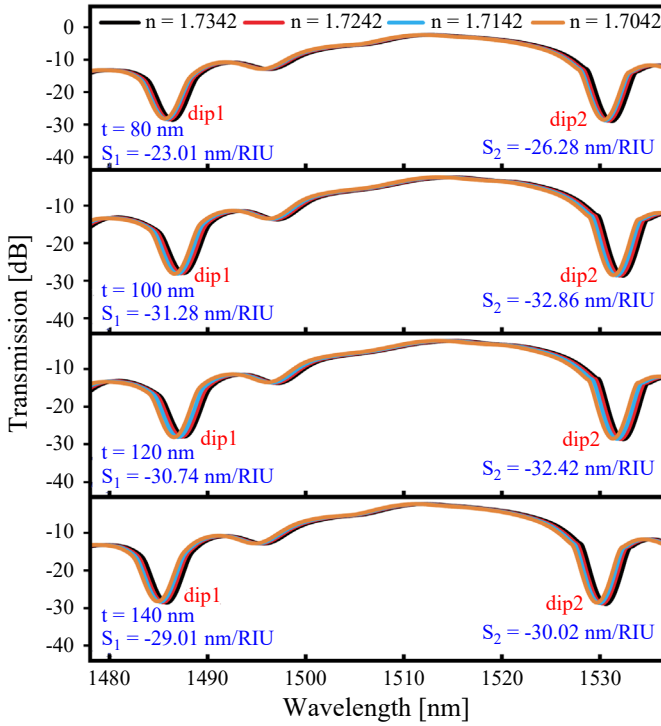 n = 1.7342 n = 1.7242 n = 1.7142 n = 1.7042
0
-10
-20
-30
-40
dip1
dip2
t = 80 nm
S₁ = -23.01 nm/RIU
S₂ = -26.28 nm/RIU
-10
-20
-30
-40
dip1
dip2
t = 100 nm
S₁ = -31.28 nm/RIU
S₂ = -32.86 nm/RIU
-10
-20
-30
-40
dip1
dip2
t = 120 nm
S₁ = -30.74 nm/RIU
S₂ = -32.42 nm/RIU
-10
-20
-30
-40
dip1
dip2
t = 140 nm
S₁ = -29.01 nm/RIU
S₂ = -30.02 nm/RIU
Transmission [dB]
1480 1490 1500 1510 1520 1530
Wavelength [nm]